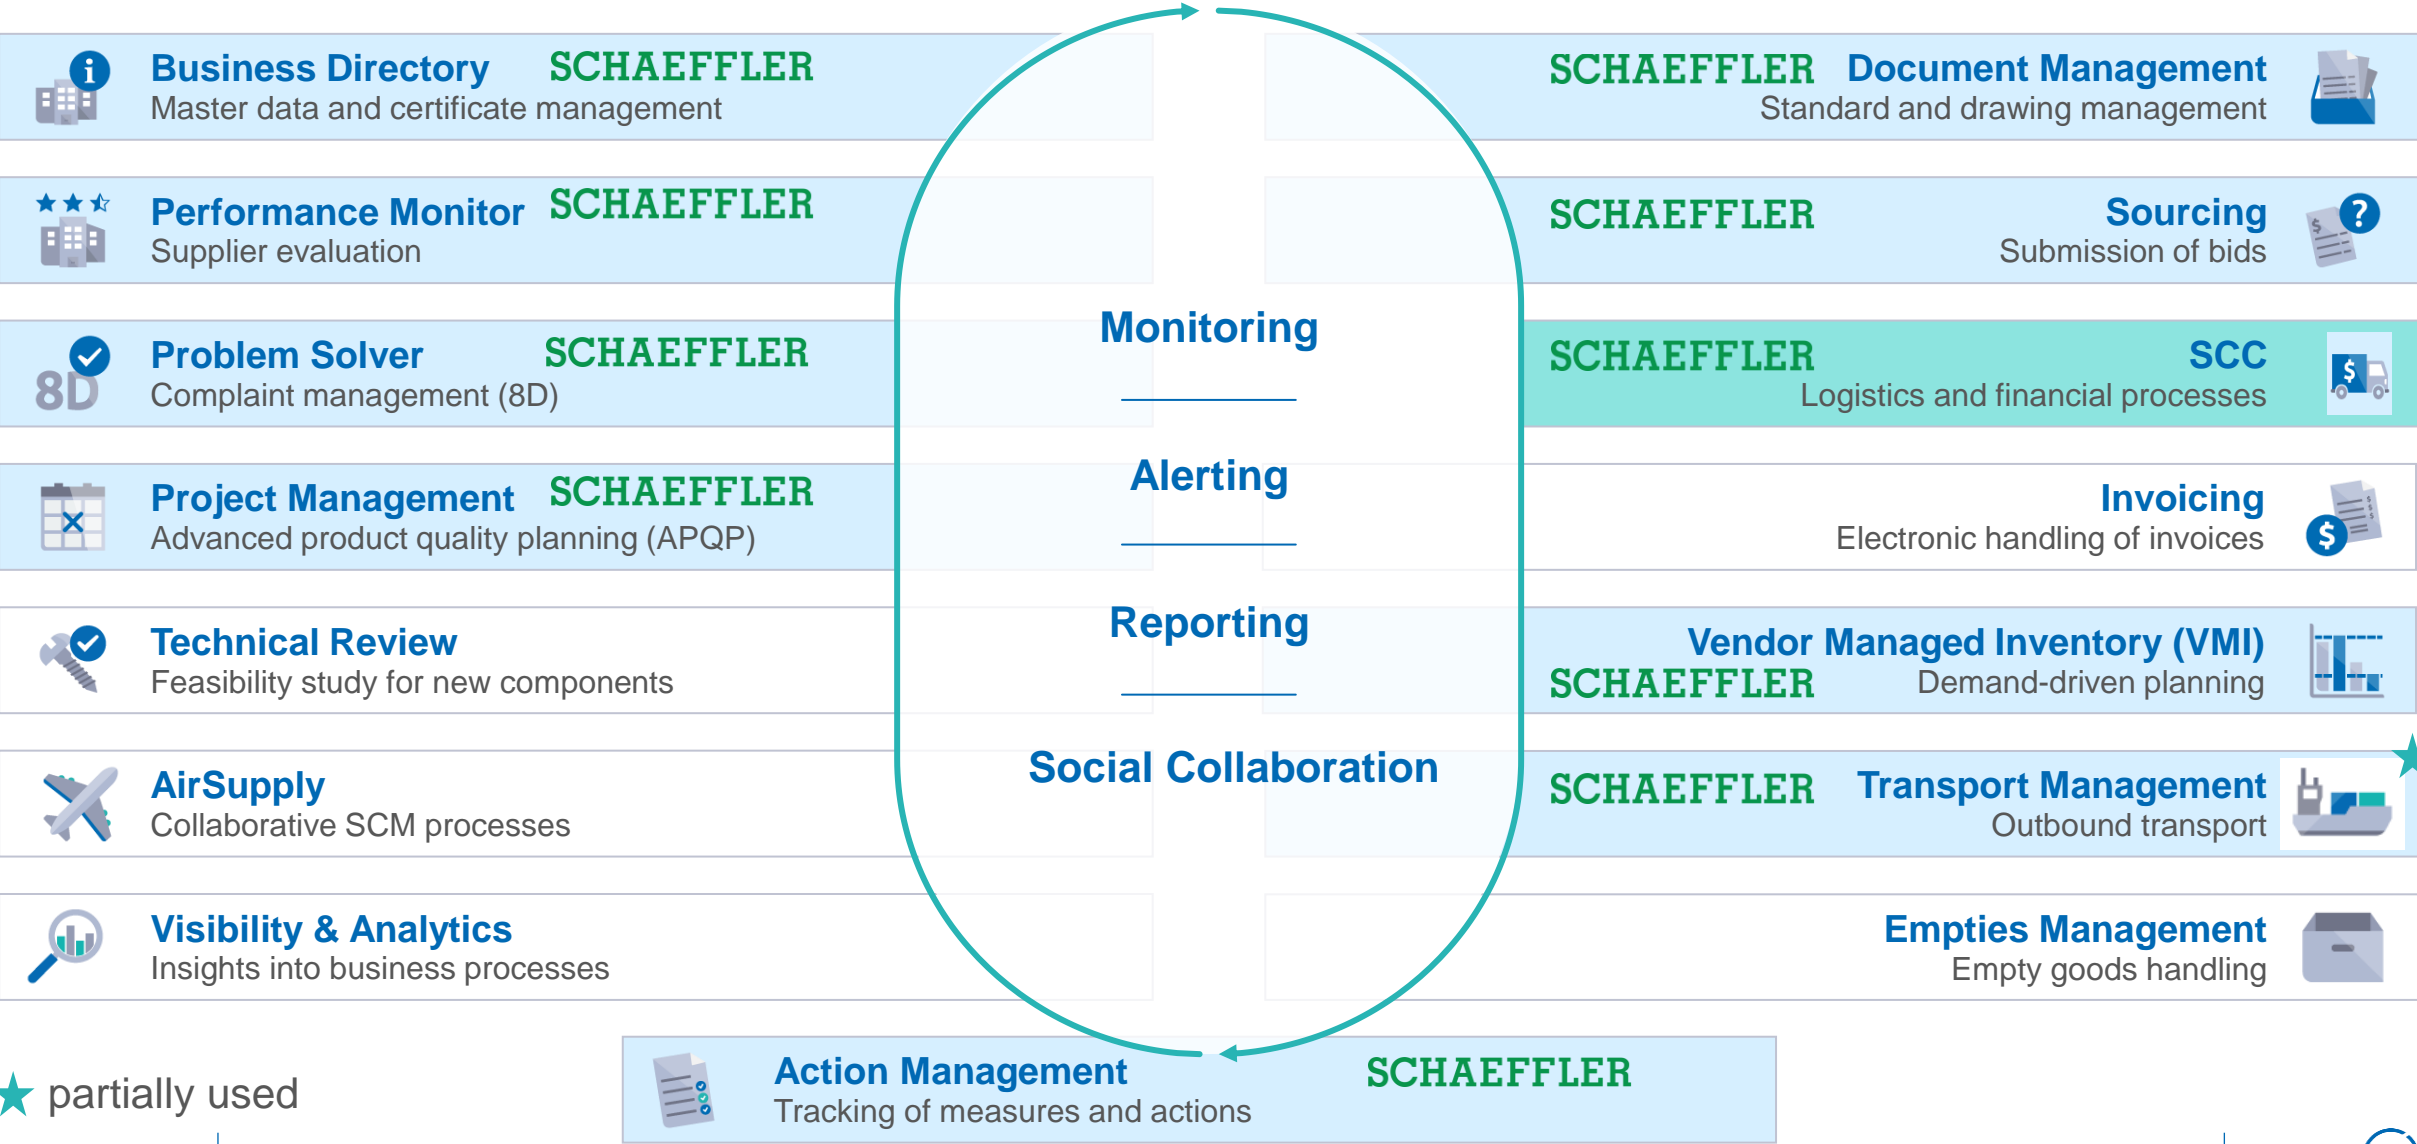 Business Directory SCHAEFFLER
Master data and certificate management
Performance Monitor SCHAEFFLER
Supplier evaluation
8D
Problem Solver SCHAEFFLER
Complaint management (8D)
Project Management SCHAEFFLER
Advanced product quality planning (APQP)
Technical Review
Feasibility study for new components
AirSupply
Collaborative SCM processes
Visibility & Analytics
Insights into business processes
Monitoring
Alerting
Reporting
Social Collaboration
SCHAEFFLER Document Management
Standard and drawing management
SCHAEFFLER Sourcing
Submission of bids
SCHAEFFLER SCC
Logistics and financial processes
Invoicing
Electronic handling of invoices
Vendor Managed Inventory (VMI)
SCHAEFFLER Demand-driven planning
SCHAEFFLER Transport Management
Outbound transport
Empties Management
Empty goods handling
partially used
Action Management SCHAEFFLER
Tracking of measures and actions